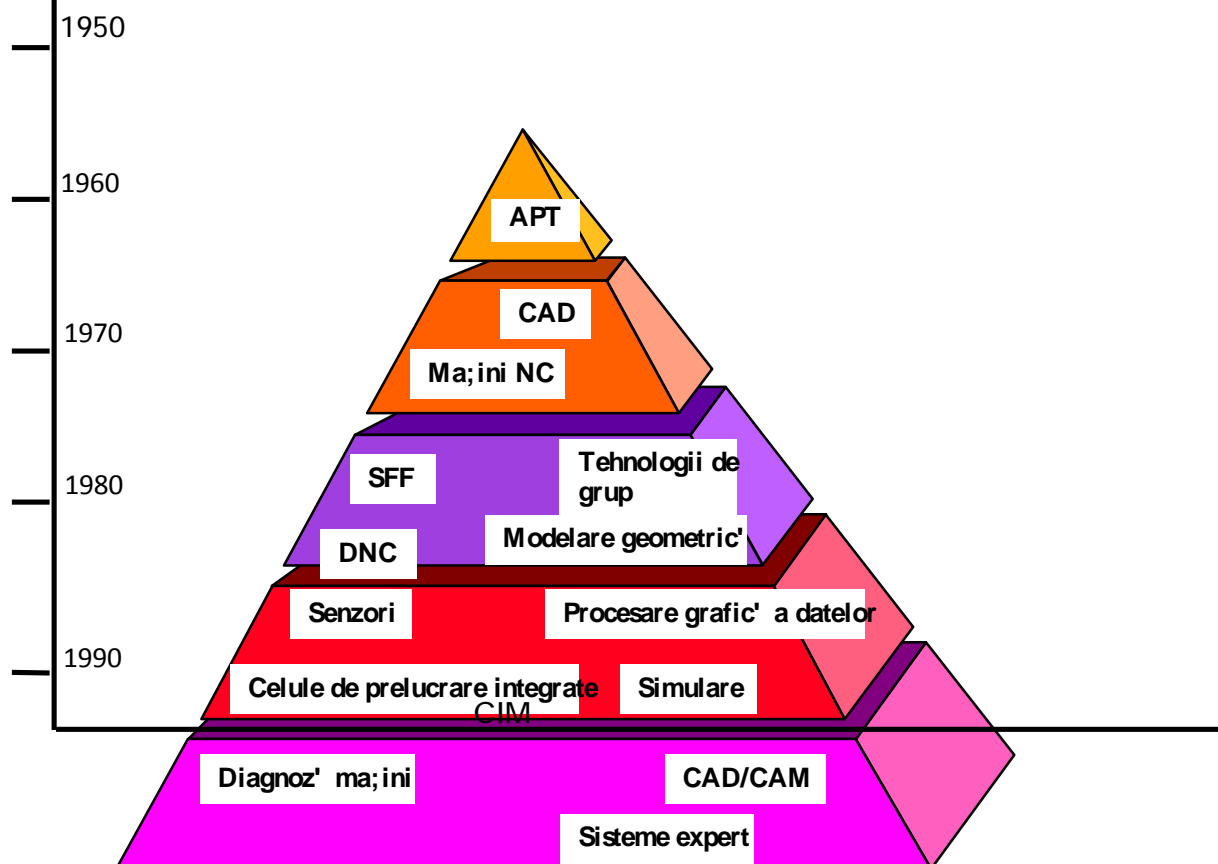 1950
1960
APT
CAD
1970
Ma;ini NC
SFF
Tehnologii de
grup
1980
Modelare geometric'
DNC
Senzori
Procesare grafic' a datelor
1990
Celule de prelucrare integrate
Simulare
CIM
Diagnoz' ma;ini
CAD/CAM
Sisteme expert